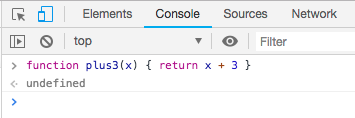 Elements Console Sources Network
top Filter
function plus3(x) { return x + 3 }
undefined